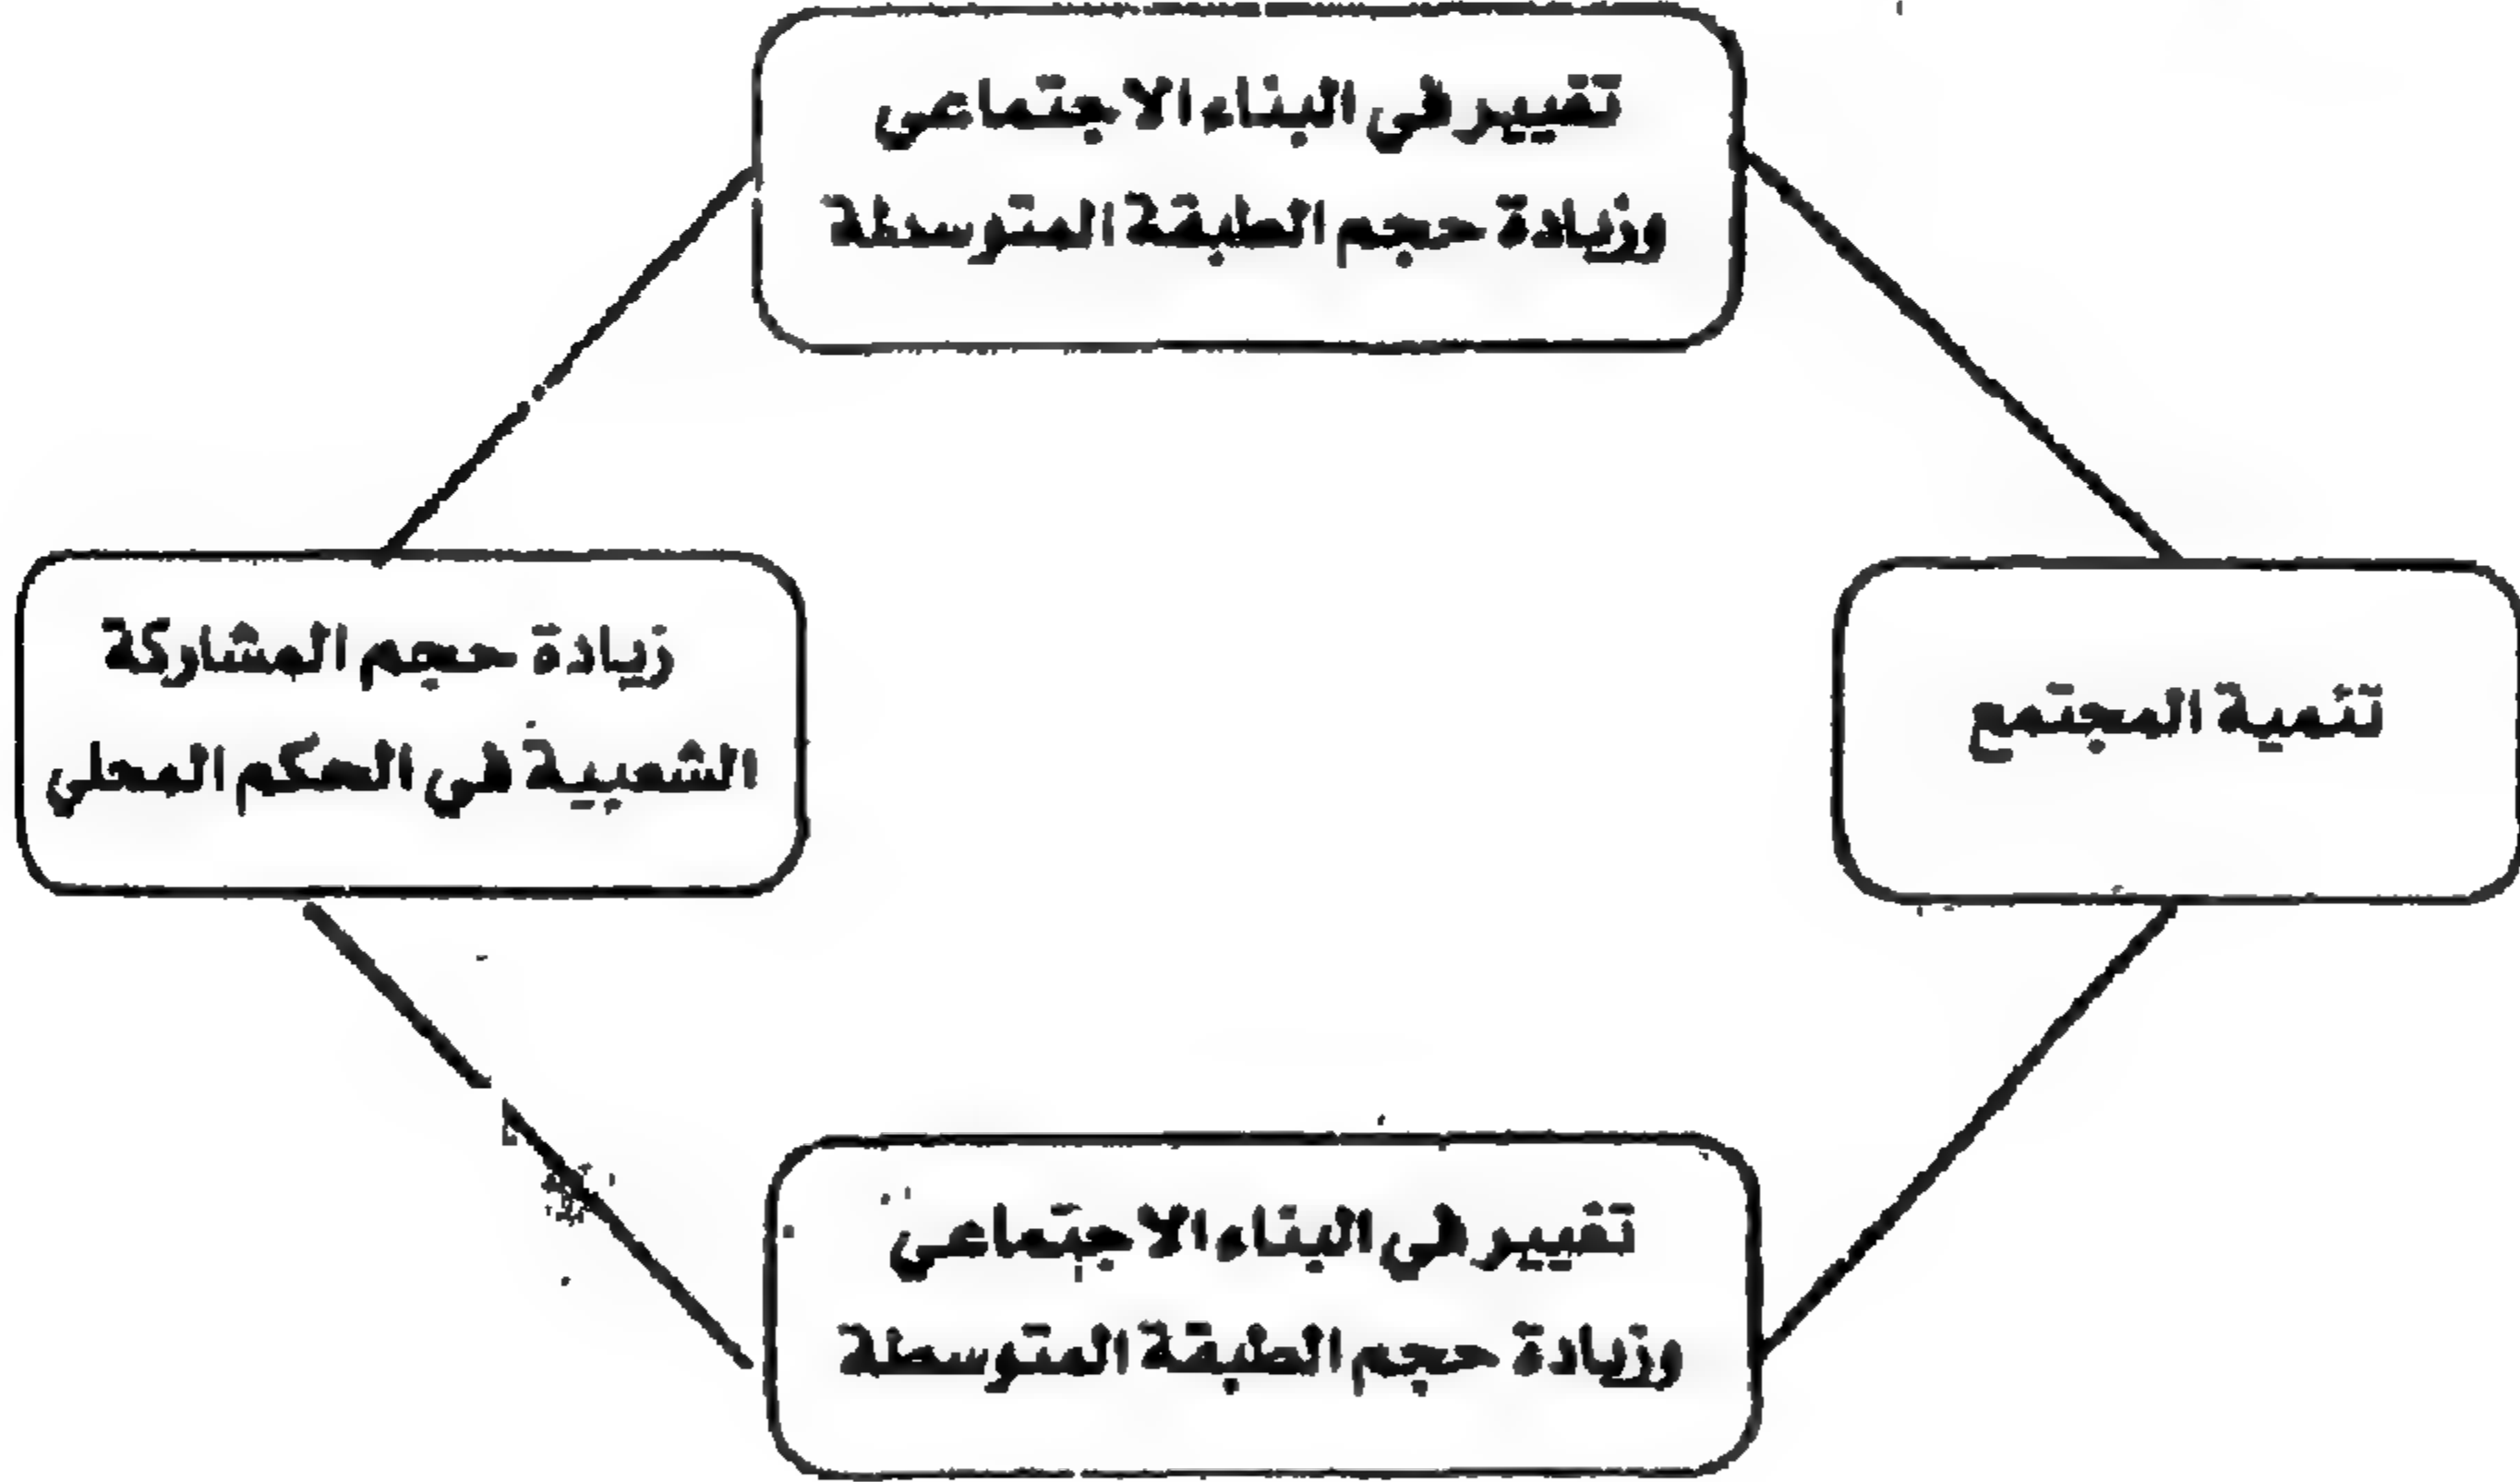 تغيير في البناء الاجتماعي
وزيادة حجم الطبقة المتوسطة
تنمية المجتمع
زيادة حجم المشاركة
الشعبية في الحكم المحلي
تغيير في البناء الاجتماعي
وزيادة حجم الطبقة المتوسطة